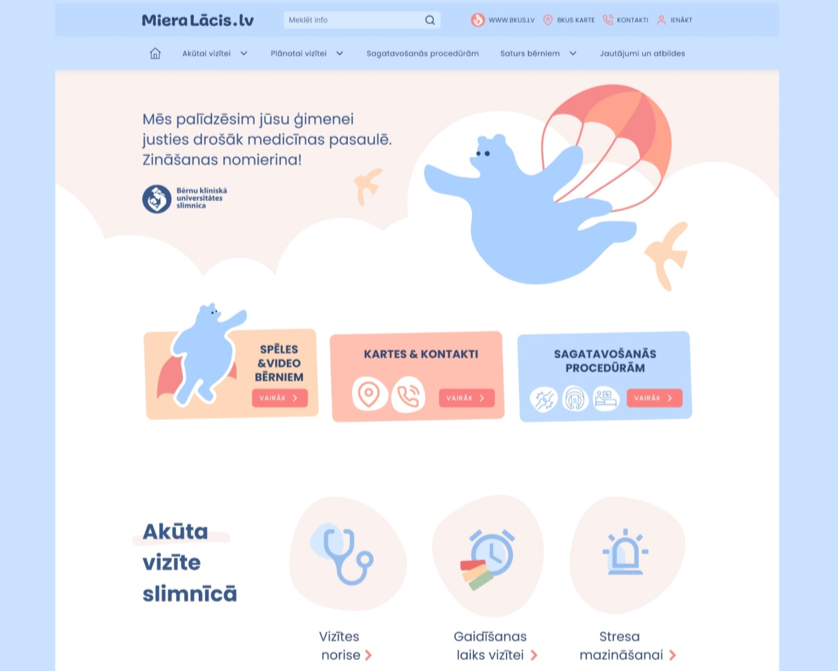 Miera Lācis.lv
Meklēt info
WWW.BKUS.LV
BKUS KARTE
KONTAKTI
IENĀKT
Akūtai vizītei
Plānotai vizītei
Sagatavošanās procedūrām
Saturs bērniem
Jautājumi un atbildes
Mēs palīdzēsim jūsu ģimenei
justies drošāk medicīnas pasaulē.
Zināšanas nomierina!
Bērnu klīniskā
universitātes
slimnīca
SPĒLES
&VIDEO
BĒRNIEM
VAIRĀK
KARTES & KONTAKTI
VAIRĀK
SAGATAVOŠANĀS
PROCEDŪRĀM
VAIRĀK
Akūta
vizīte
slimnīcā
Vizītes
norise
Gaidīšanas
laiks vizītei
Stresa
mazināšanai